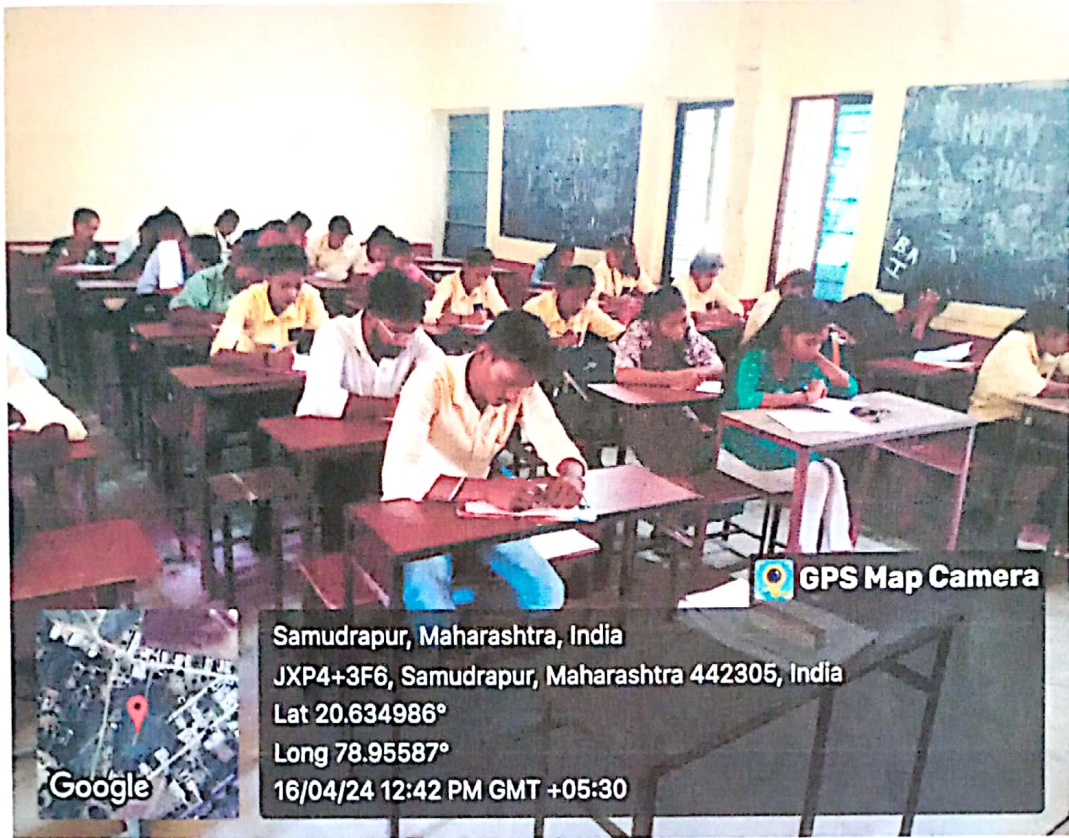 GPS Map Camera
Samudrapur, Maharashtra, India
JXP4+3F6, Samudrapur, Maharashtra 442305, India
Lat 20.634986°
Long 78.95587°
16/04/24 12:42 PM GMT +05:30
Google